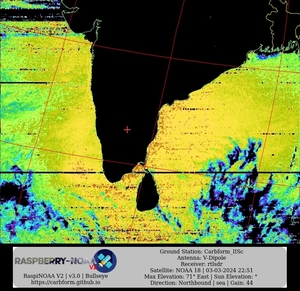 RASPBERRY-NOAA
V2
RaspiNOAA V2 | v3.0 | Bullseye
https://carbform.github.io
Ground Station: Carbform_IISc
Antenna: V-Dipole
Receiver: rtlsdr
Satellite: NOAA 18 | 03-03-2024 22:51
Max Elevation: 71° East | Sun Elevation: °
Direction: Northbound | sea | Gain: 44